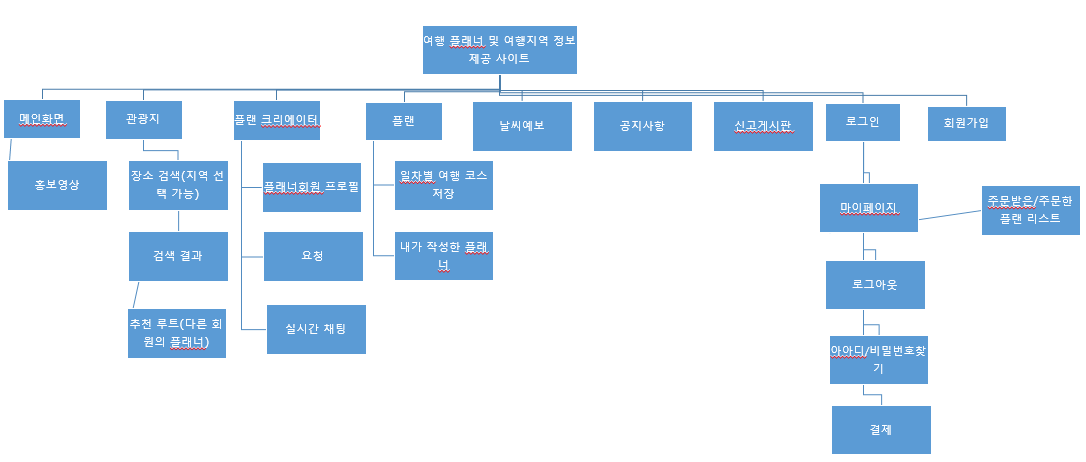 여행 플래너 및 여행지역 정보
제공 사이트
메인화면
관광지
플랜 크리에이터
플랜
날씨예보
공지사항
신고게시판
로그인
회원가입
홍보영상
장소 검색(지역 선
택 가능)
플래너회원 프로필
일차별 여행 코스
저장
마이페이지
주문받은/주문한
플랜 리스트
검색 결과
요청
내가 작성한 플래
너
로그아웃
추천 루트(다른 회
원의 플래너)
실시간 채팅
아아디/비밀번호찾
기
결제